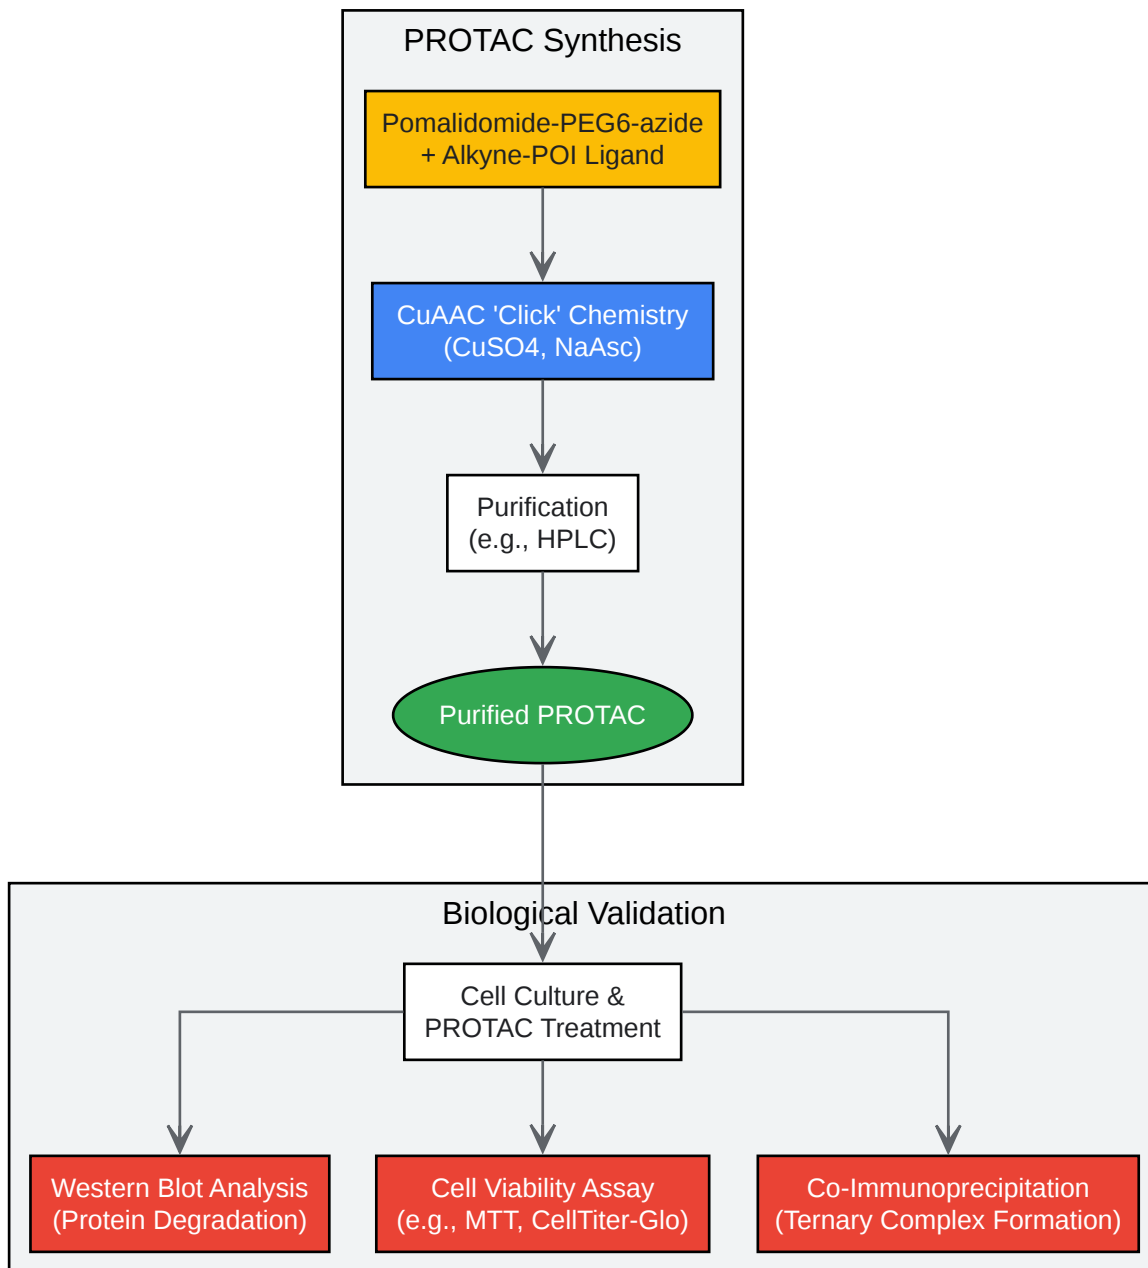 PROTAC Synthesis
Pomalidomide-PEG6-azide
+ Alkyne-POI Ligand
CuAAC 'Click' Chemistry
(CuSO4, NaAsc)
Purification
(e.g., HPLC)
Purified PROTAC
Biological Validation
Cell Culture &
PROTAC Treatment
Western Blot Analysis
(Protein Degradation)
Cell Viability Assay
(e.g., MTT, CellTiter-Glo)
Co-Immunoprecipitation
(Ternary Complex Formation)